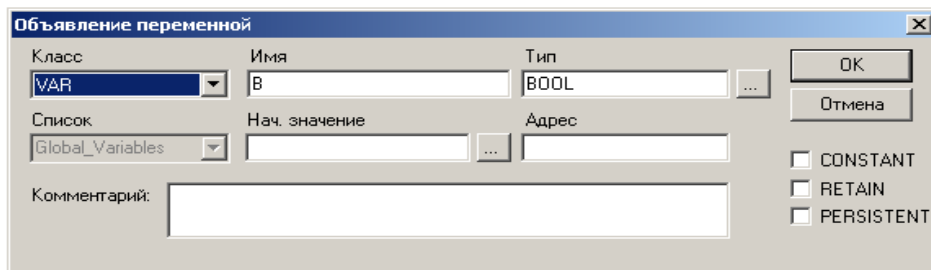 Объявление переменной
Класс Имя Тип
VAR B BOOL ... OK
Отмена
Список Нач. значение Адрес
Global_Variables ...
CONSTANT
Комментарий: RETAIN
PERSISTENT